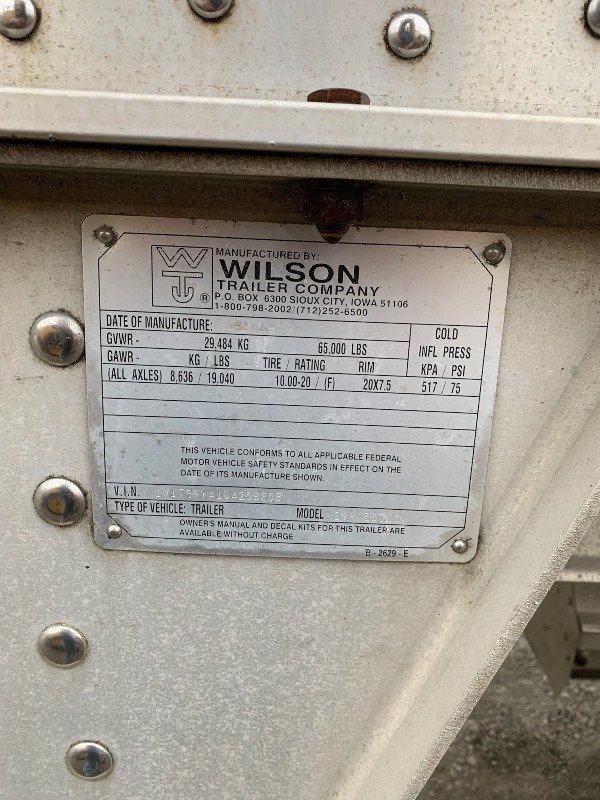 MANUFACTURED BY:
WILSON
TRAILER COMPANY
®
P.O. BOX 6300 SIOUX CITY, IOWA 51106
1-800-798-2002/(712)252-6500
DATE OF MANUFACTURE:
COLD
INFL PRESS
KPA / PSI
GVWR - 29,484 KG 65,000 LBS
GAWR - KG / LBS TIRE / RATING RIM
(ALL AXLES) 8,636 / 19,040 10.00-20 / (F) 20X7.5 517 / 75
THIS VEHICLE CONFORMS TO ALL APPLICABLE FEDERAL
MOTOR VEHICLE SAFETY STANDARDS IN EFFECT ON THE
DATE OF ITS MANUFACTURE SHOWN.
V.I.N.
TYPE OF VEHICLE: TRAILER MODEL
OWNER'S MANUAL AND DECAL KITS FOR THIS TRAILER ARE
AVAILABLE WITHOUT CHARGE
B - 2629 - E